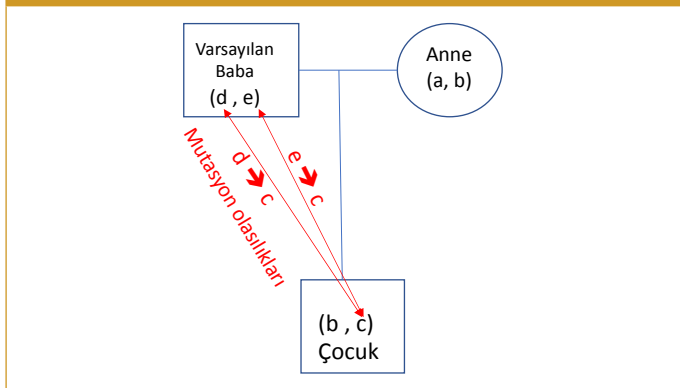 Varsayılan
Baba
(d , e)
Anne
(a, b)
Mutasyon olasılıkları
d ➔ c
e ➔ c
(b , c)
Çocuk